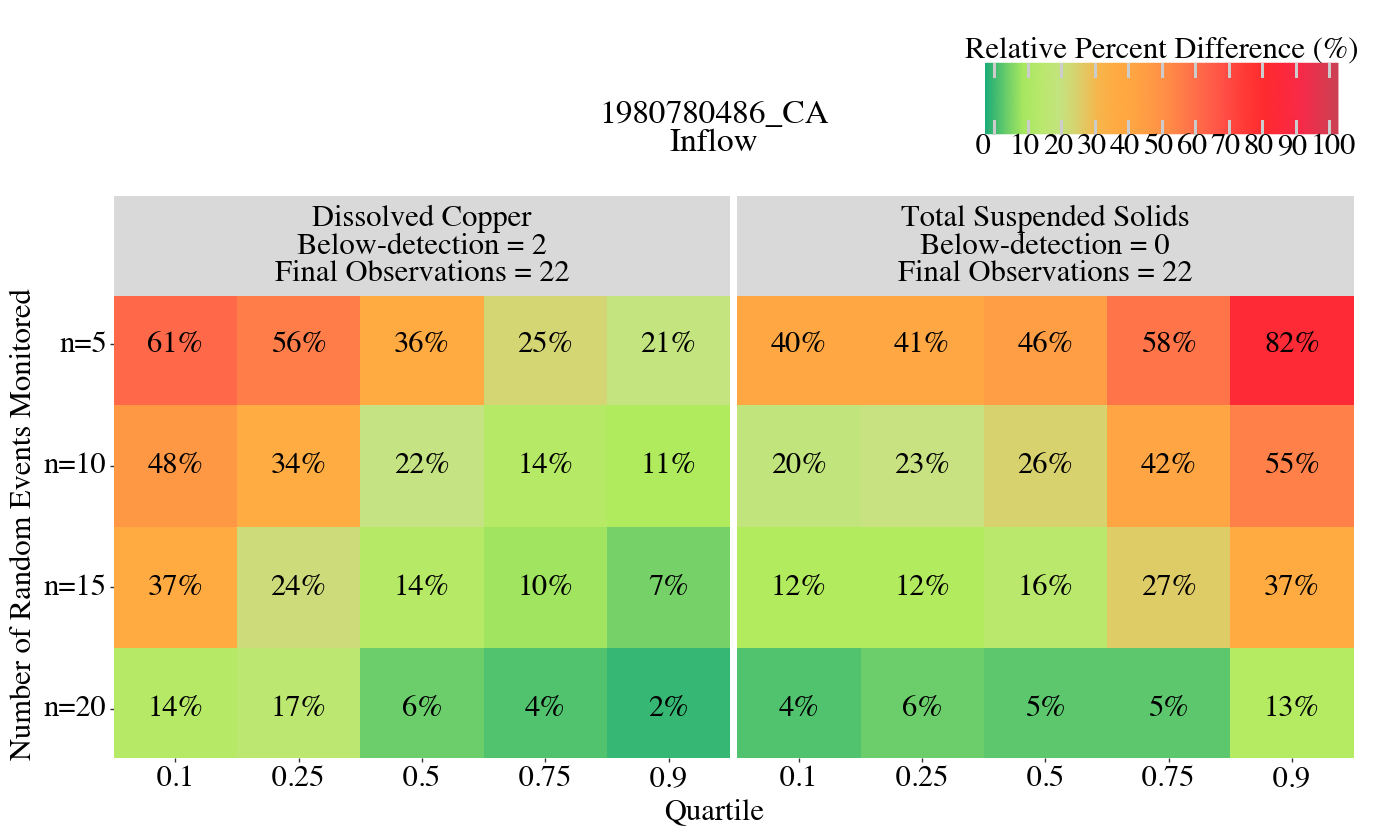 Relative Percent Difference (%)
0 10 20 30 40 50 60 70 80 90 100
1980780486_CA
Inflow
Dissolved Copper
Below-detection = 2
Final Observations = 22
Total Suspended Solids
Below-detection = 0
Final Observations = 22
Number of Random Events Monitored
n=5 61% 56% 36% 25% 21% 40% 41% 46% 58% 82%
n=10 48% 34% 22% 14% 11% 20% 23% 26% 42% 55%
n=15 37% 24% 14% 10% 7% 12% 12% 16% 27% 37%
n=20 14% 17% 6% 4% 2% 4% 6% 5% 5% 13%
0.1 0.25 0.5 0.75 0.9 0.1 0.25 0.5 0.75 0.9
Quartile